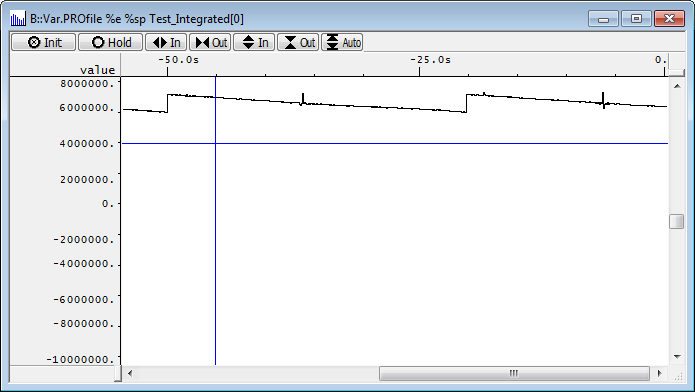 B::Var.PROfile %e %sp Test_Integrated[0]
Init Hold In Out In Out Auto
-50.0s -25.0s 0.
value
8000000.
6000000.
4000000.
2000000.
0.
-2000000.
-4000000.
-6000000.
-8000000.
-10000000.